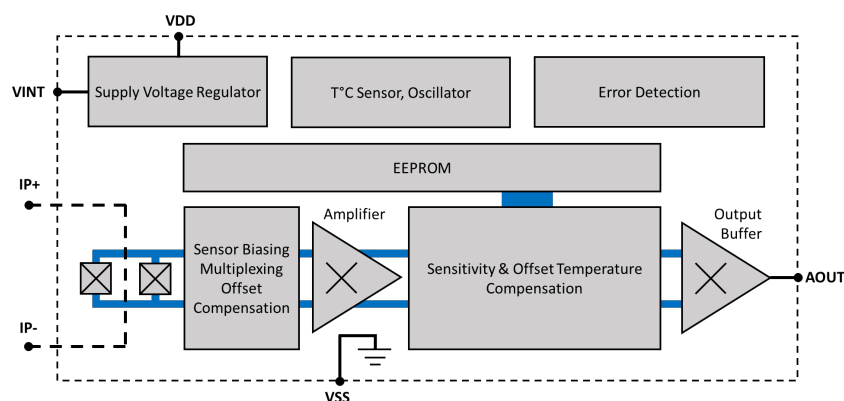 VDD
VINT
Supply Voltage Regulator
T°C Sensor, Oscillator
Error Detection
EEPROM
IP+
Amplifier
Output
Buffer
Sensor Biasing
Multiplexing
Offset
Compensation
Sensitivity & Offset Temperature
Compensation
AOUT
IP-
VSS